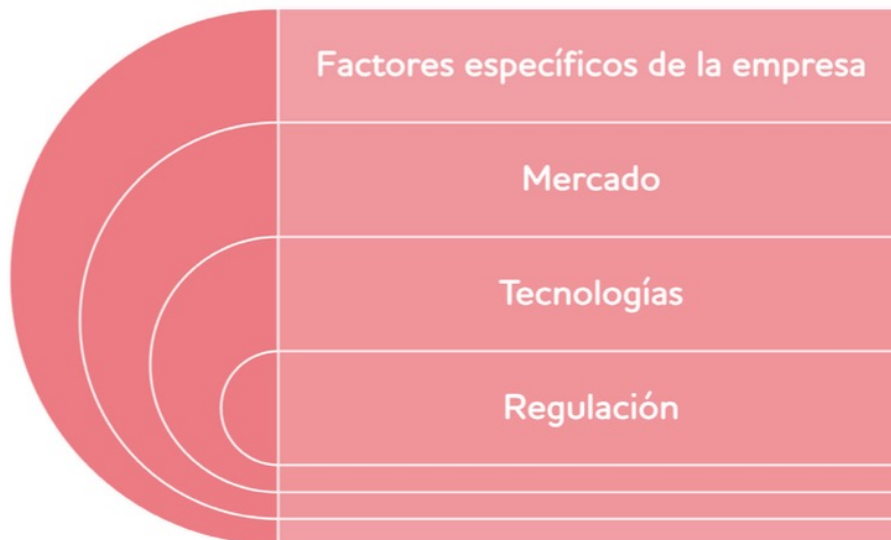 Factores específicos de la empresa
Mercado
Tecnologías
Regulación